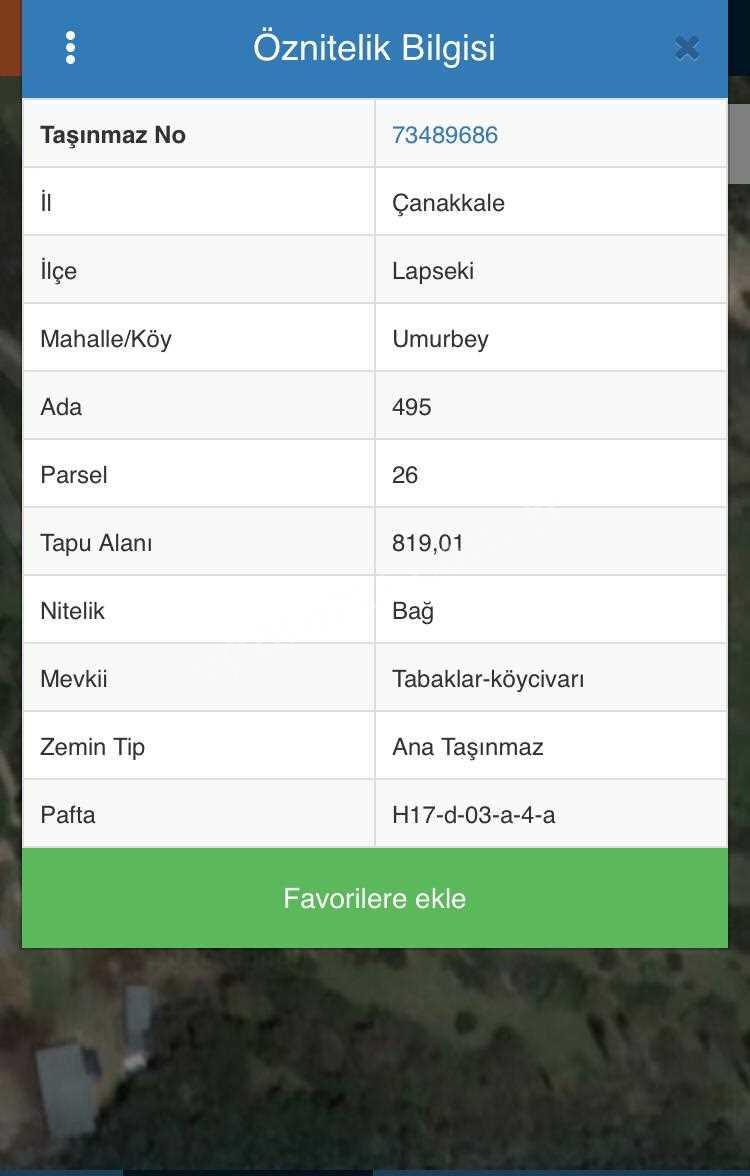 Öznitelik Bilgisi
Taşınmaz No 73489686
İl Çanakkale
İlçe Lapseki
Mahalle/Köy Umurbey
Ada 495
Parsel 26
Tapu Alanı 819,01
Nitelik Bağ
Mevkii Tabaklar-köycivarı
Zemin Tip Ana Taşınmaz
Pafta H17-d-03-a-4-a
Favorilere ekle